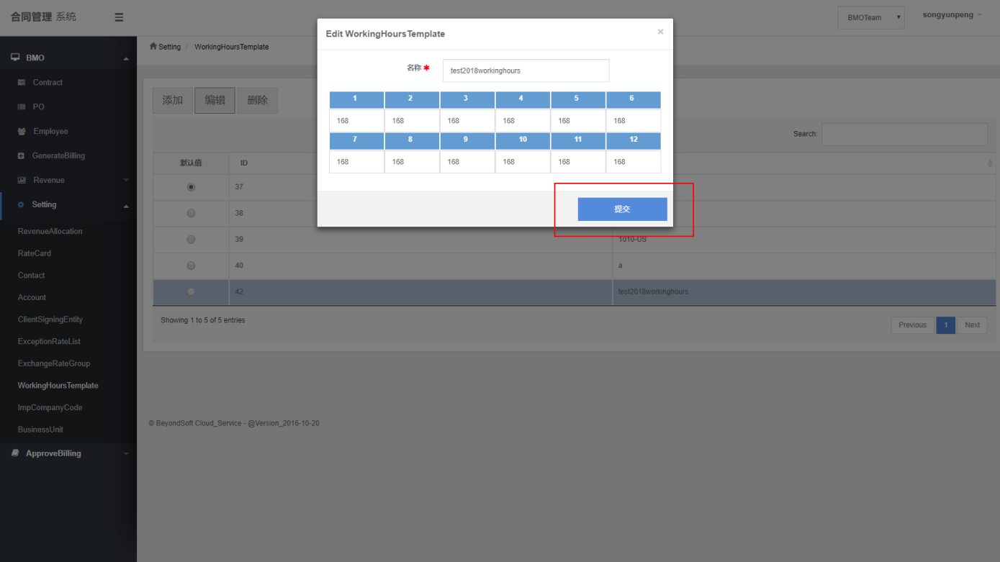 合同管理 系统
BMOTeam
songyunpeng
BMO
Contract
PO
Employee
GenerateBilling
Revenue
Setting
RevenueAllocation
RateCard
Contact
Account
ClientSigningEntity
ExceptionRateList
ExchangeRateGroup
WorkingHoursTemplate
ImpCompanyCode
BusinessUnit
ApproveBilling
Setting / WorkingHoursTemplate
添加 编辑 删除
Search:
默认值 ID
37
38
39 1010-US
40 a
42 test2018workinghours
Showing 1 to 5 of 5 entries
Previous 1 Next
© BeyondSoft Cloud_Service - @Version_2016-10-20
Edit WorkingHoursTemplate ×
名称 ✱ test2018workinghours
1 2 3 4 5 6
168 168 168 168 168 168
7 8 9 10 11 12
168 168 168 168 168 168
提交